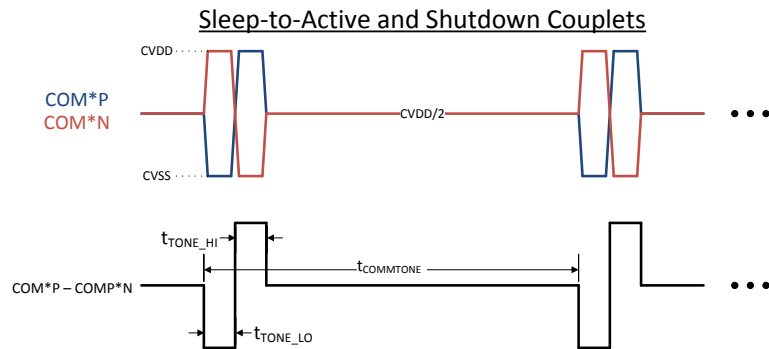 Sleep-to-Active and Shutdown Couplets
CVDD
COM*P
COM*N
CVDD/2
CVSS
tTONE_HI
tCOMMTONE
COM*P – COMP*N
tTONE_LO